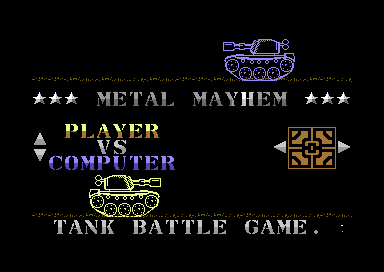 ★★★ METAL MAYHEM ★★★
PLAYER
VS
COMPUTER
TANK BATTLE GAME.